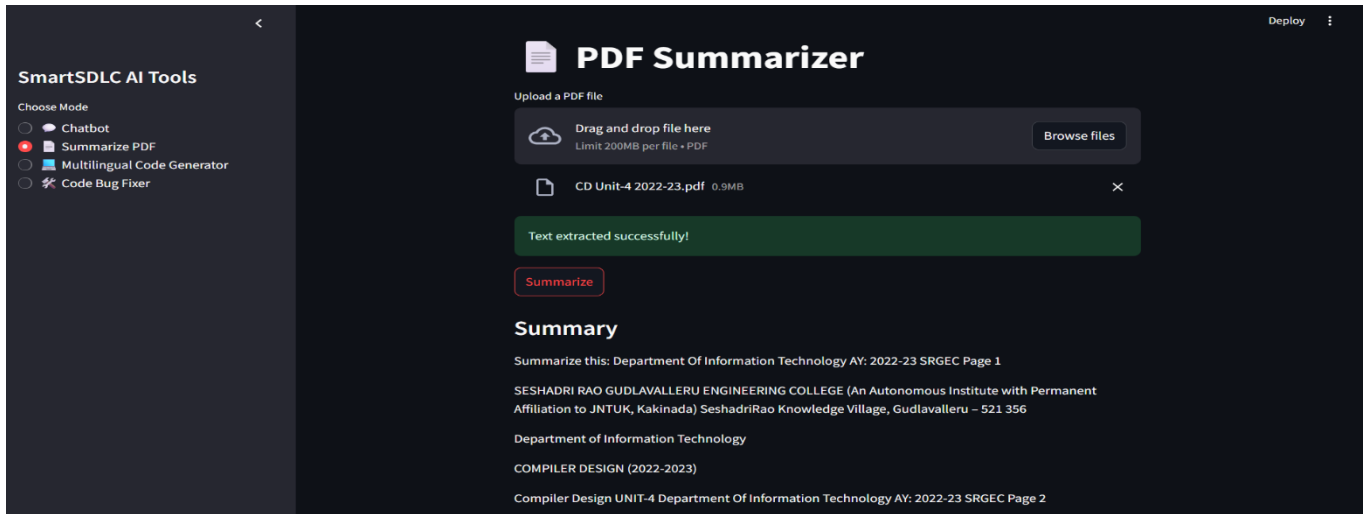 Deploy
SmartSDLC AI Tools
Choose Mode
Chatbot
Summarize PDF
Multilingual Code Generator
Code Bug Fixer
PDF Summarizer
Upload a PDF file
Drag and drop file here
Limit 200MB per file • PDF
Browse files
CD Unit-4 2022-23.pdf 0.9MB
Text extracted successfully!
Summarize
Summary
Summarize this: Department Of Information Technology AY: 2022-23 SRGEC Page 1
SESHADRI RAO GUDLAVALLERU ENGINEERING COLLEGE (An Autonomous Institute with Permanent
Affiliation to JNTUK, Kakinada) SeshadriRao Knowledge Village, Gudlavalleru – 521 356
Department of Information Technology
COMPILER DESIGN (2022-2023)
Compiler Design UNIT-4 Department Of Information Technology AY: 2022-23 SRGEC Page 2